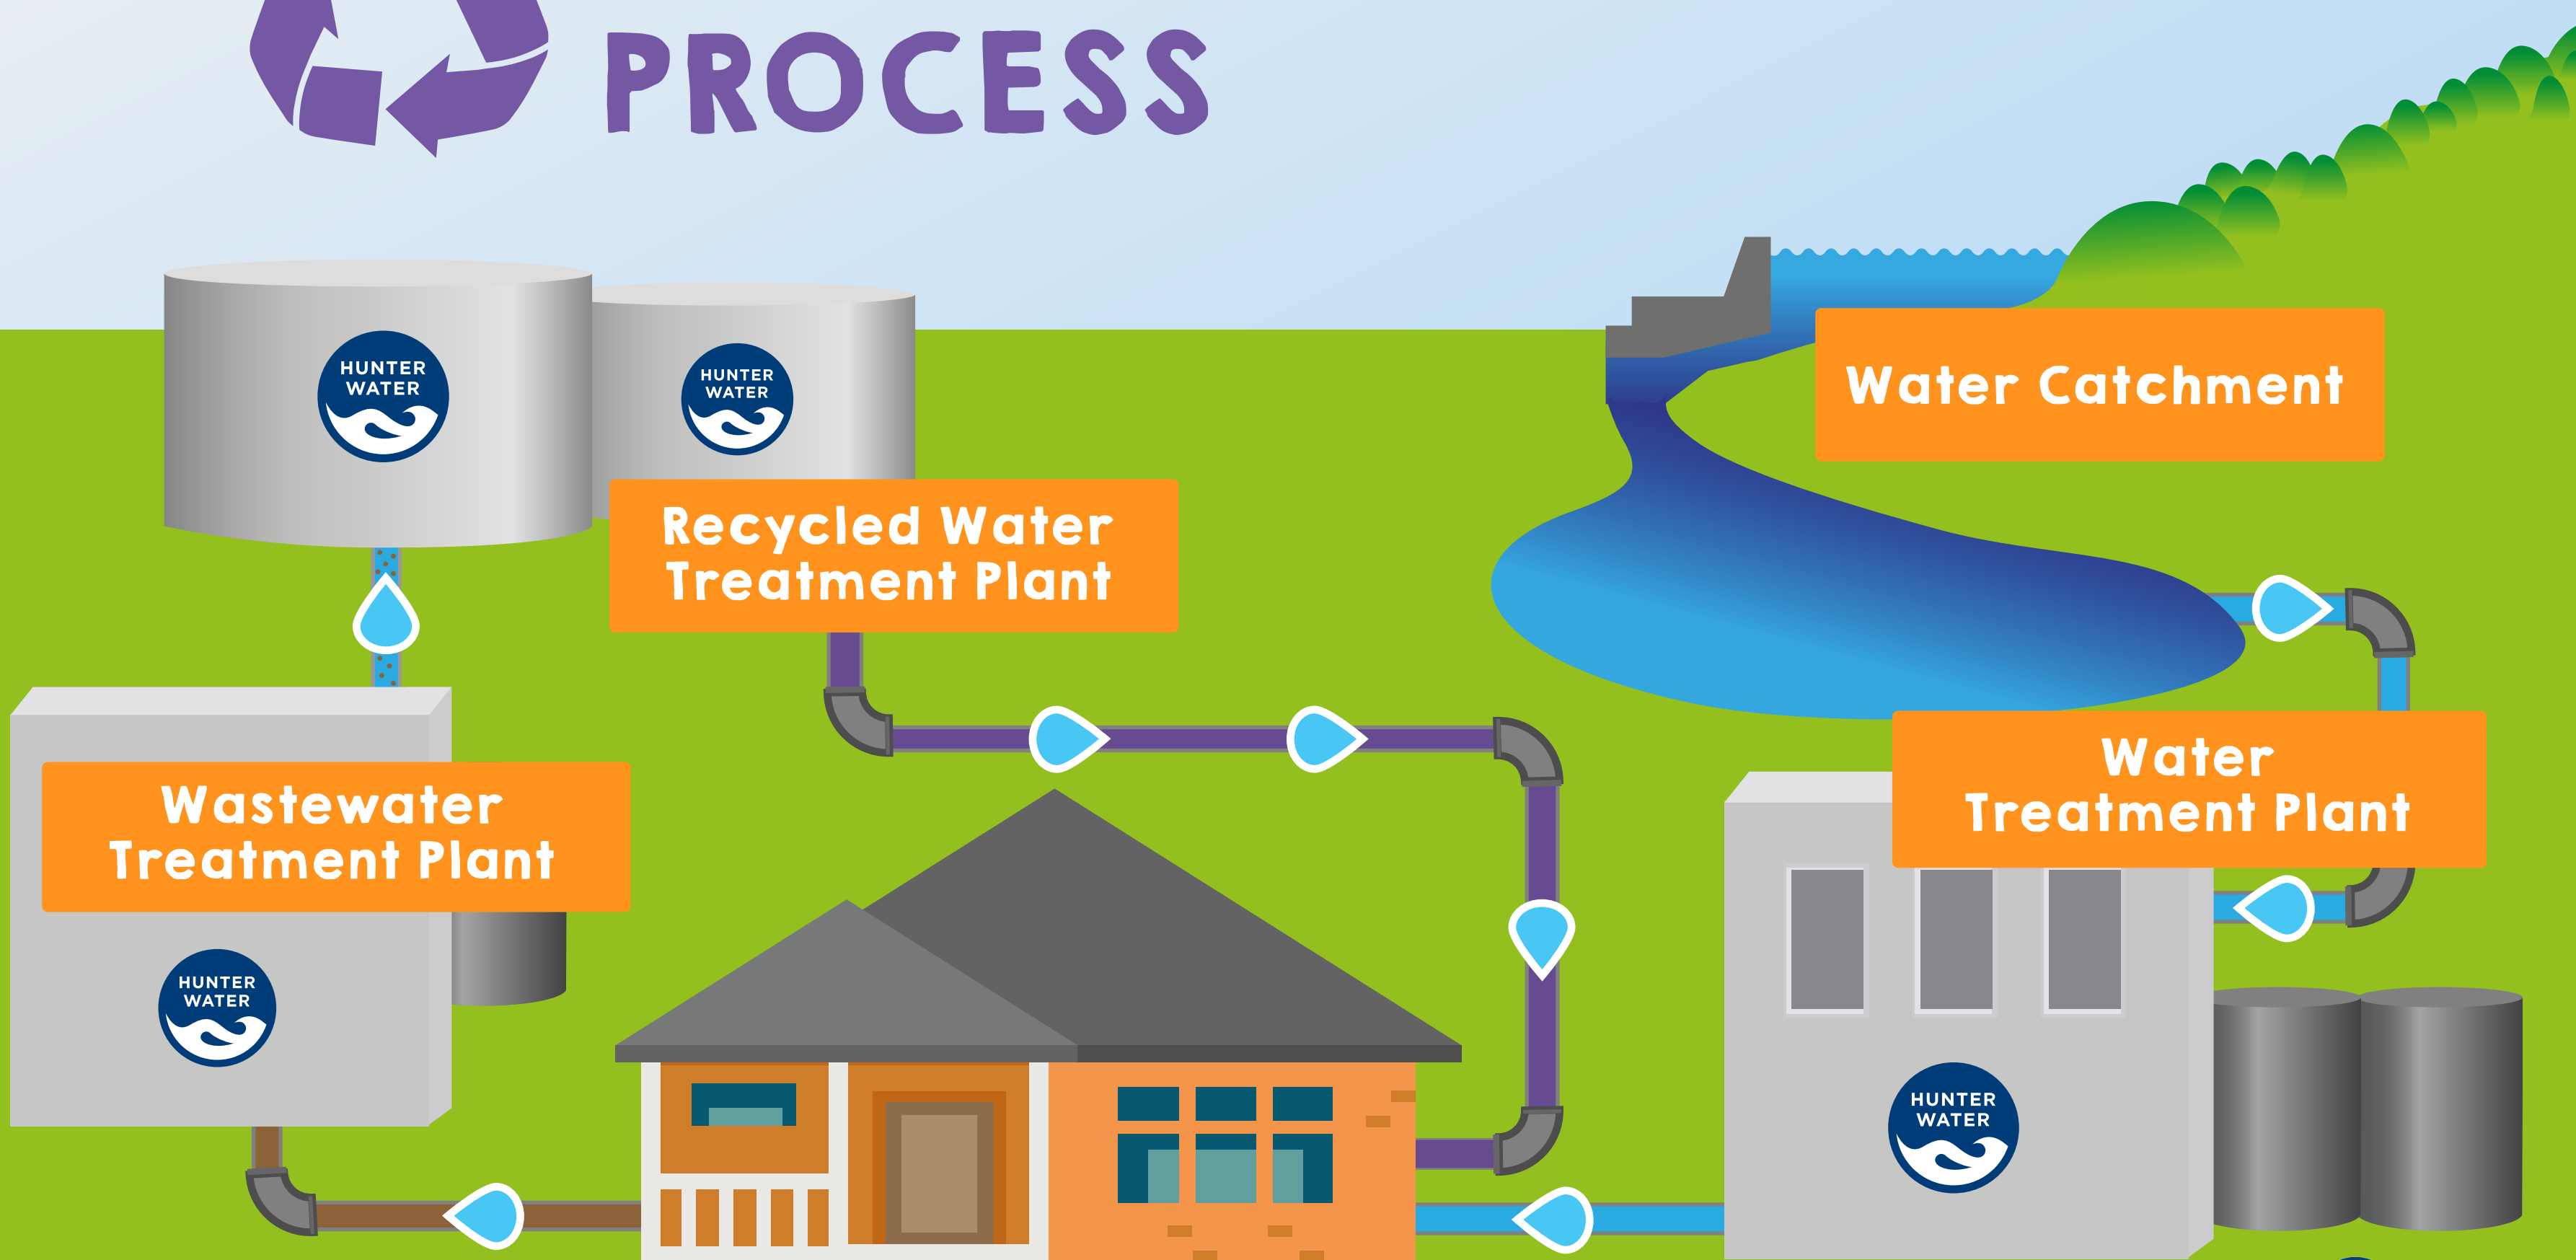 PROCESS
HUNTER
WATER
HUNTER
WATER
Water Catchment
Recycled Water
Treatment Plant
Water
Treatment Plant
Wastewater
Treatment Plant
HUNTER
WATER
HUNTER
WATER